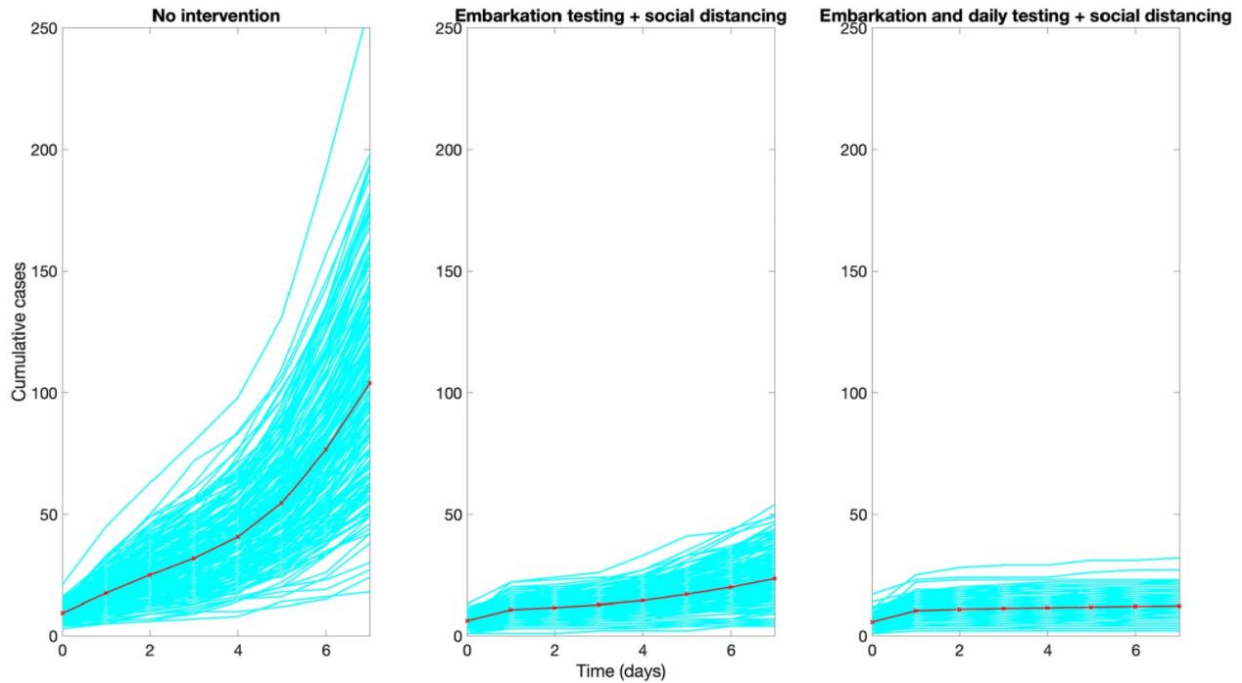 No intervention
Embarkation testing + social distancing
Embarkation and daily testing + social distancing
Cumulative cases
250
200
150
100
50
0
0 2 4 6
250
200
150
100
50
0
0 2 4 6
250
200
150
100
50
0
0 2 4 6
Time (days)